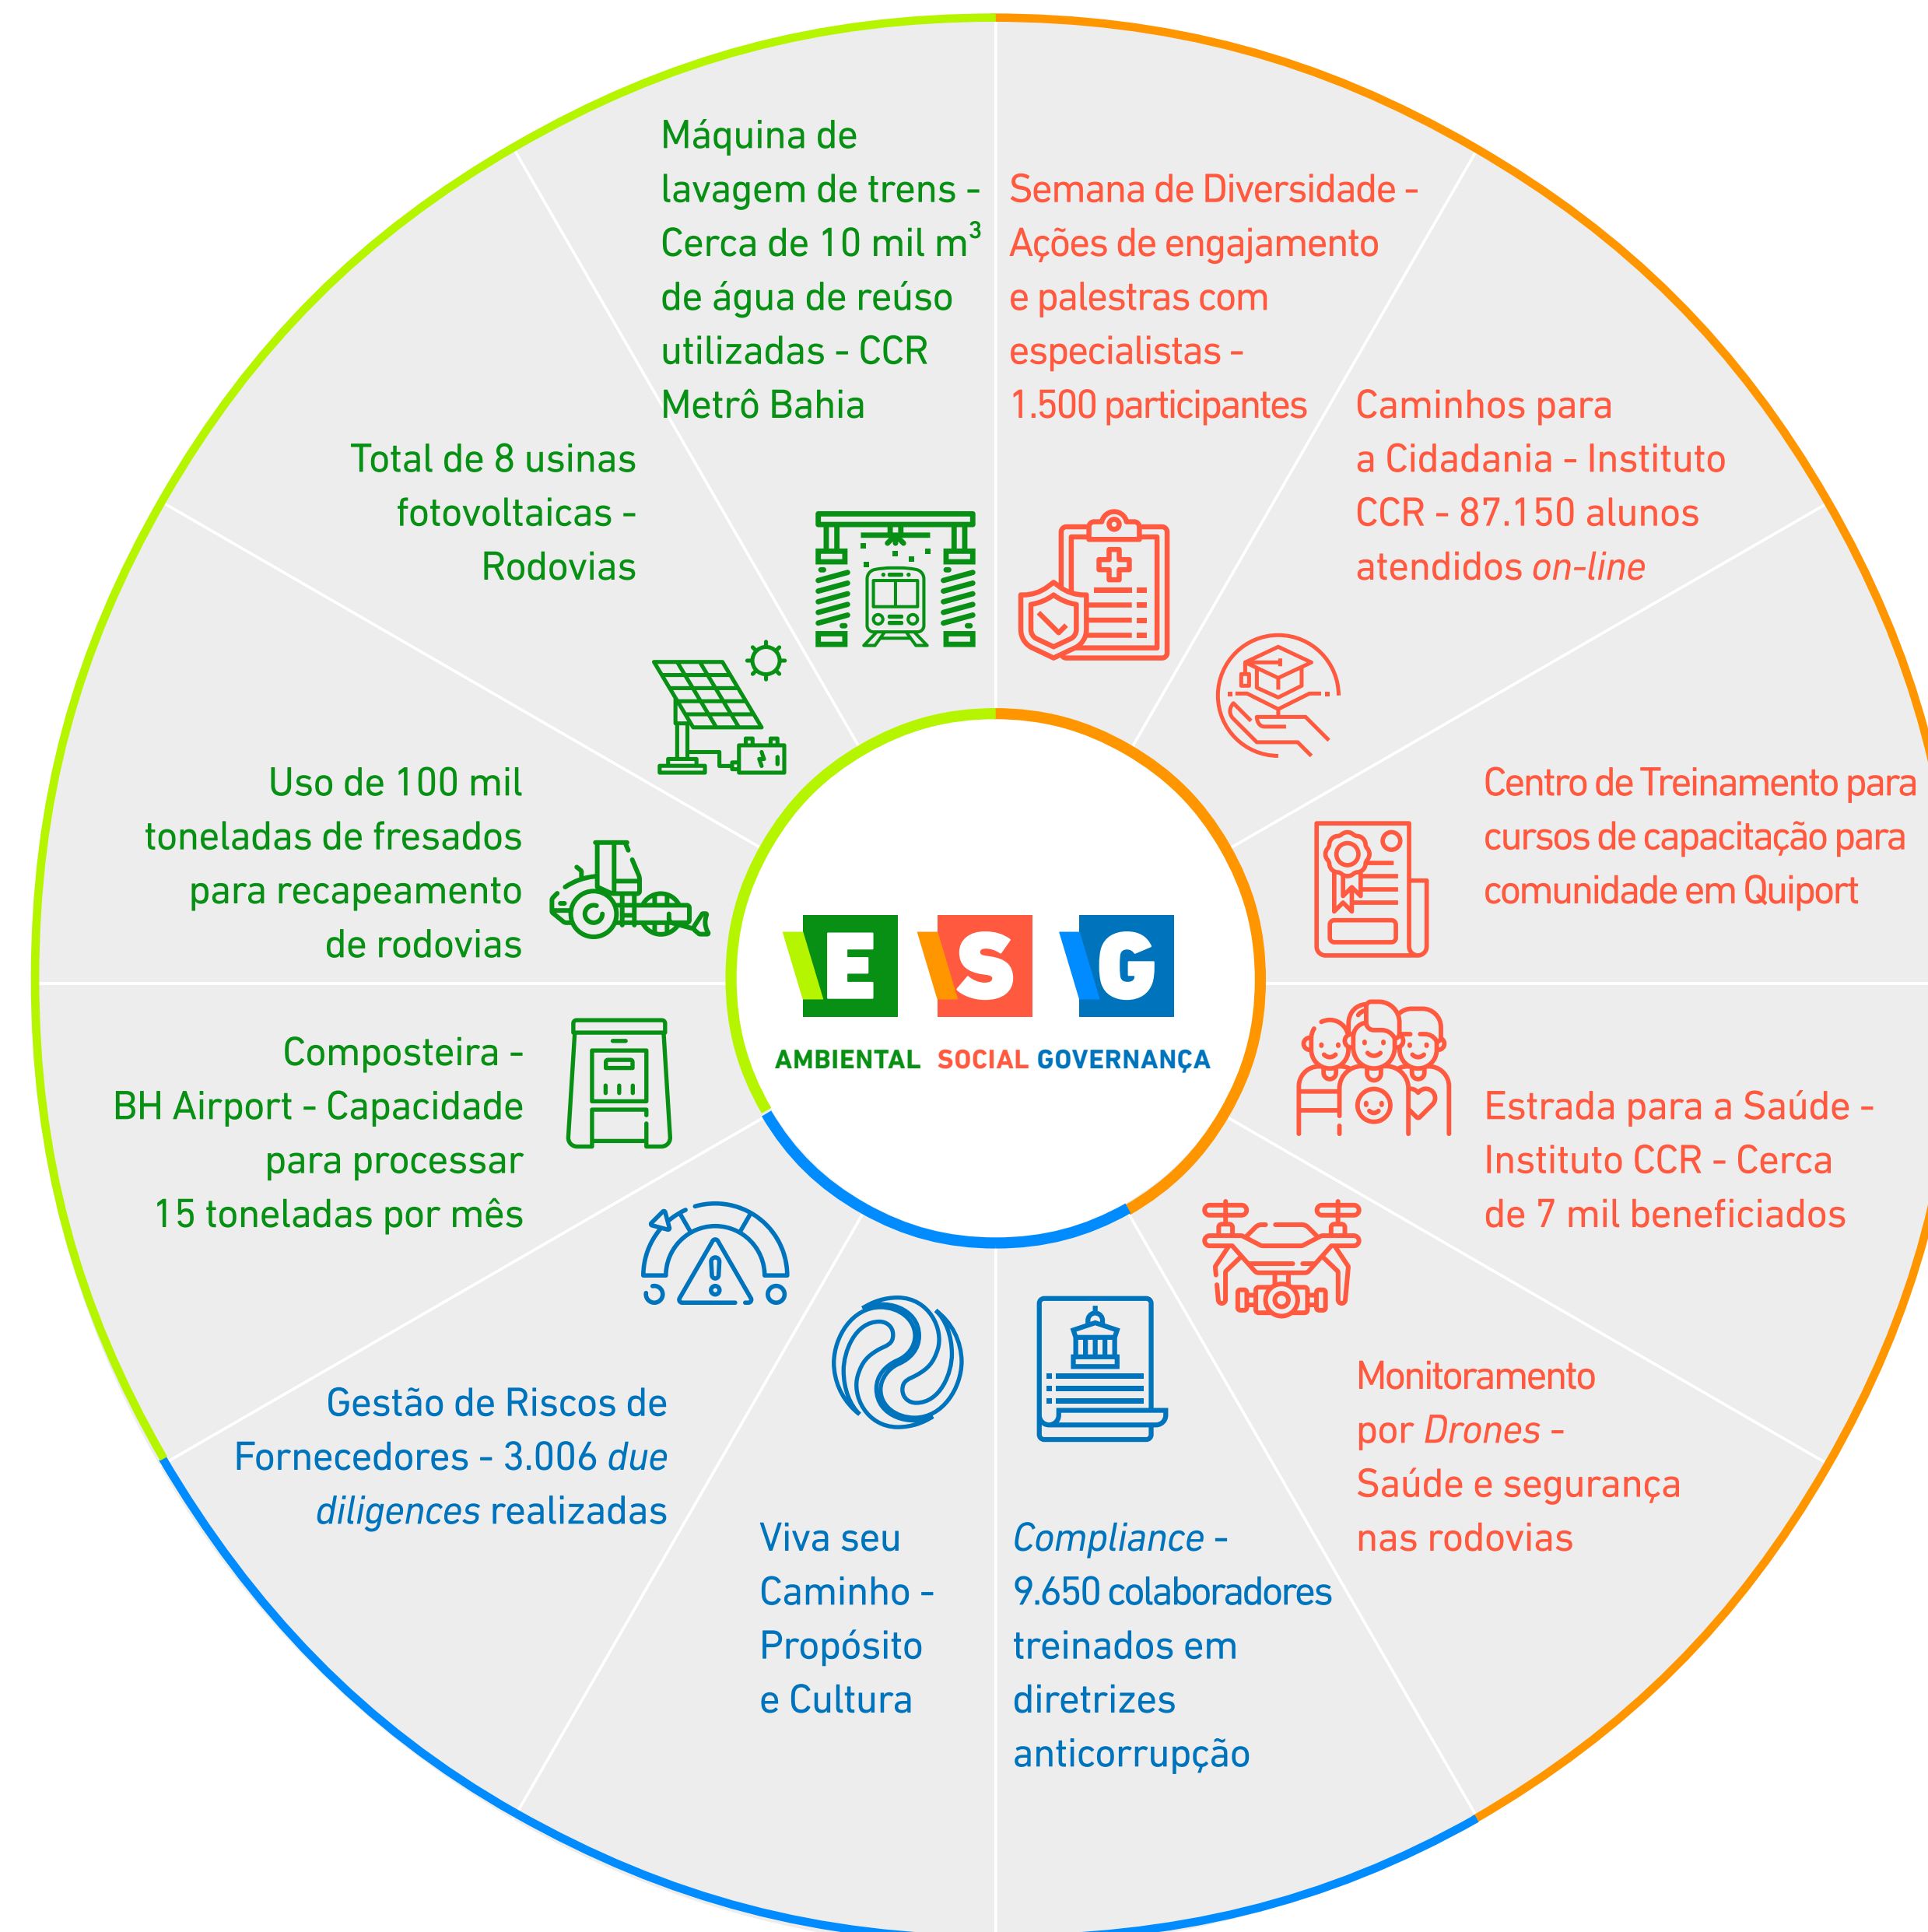 Máquina de
lavagem de trens -
Cerca de 10 mil m³
de água de reúso
utilizadas - CCR
Metrô Bahia
Semana de Diversidade -
Ações de engajamento
e palestras com
especialistas -
1.500 participantes
Caminhos para
a Cidadania - Instituto
CCR - 87.150 alunos
atendidos on-line
Centro de Treinamento para
cursos de capacitação para
comunidade em Quiport
Estrada para a Saúde -
Instituto CCR - Cerca
de 7 mil beneficiados
Monitoramento
por Drones -
Saúde e segurança
nas rodovias
Compliance -
9.650 colaboradores
treinados em
diretrizes
anticorrupção
Viva seu
Caminho -
Propósito
e Cultura
Gestão de Riscos de
Fornecedores - 3.006 due
diligences realizadas
Composteira -
BH Airport - Capacidade
para processar
15 toneladas por mês
Uso de 100 mil
toneladas de fresados
para recapeamento
de rodovias
Total de 8 usinas
fotovoltaicas -
Rodovias
E S G
AMBIENTAL SOCIAL GOVERNANÇA